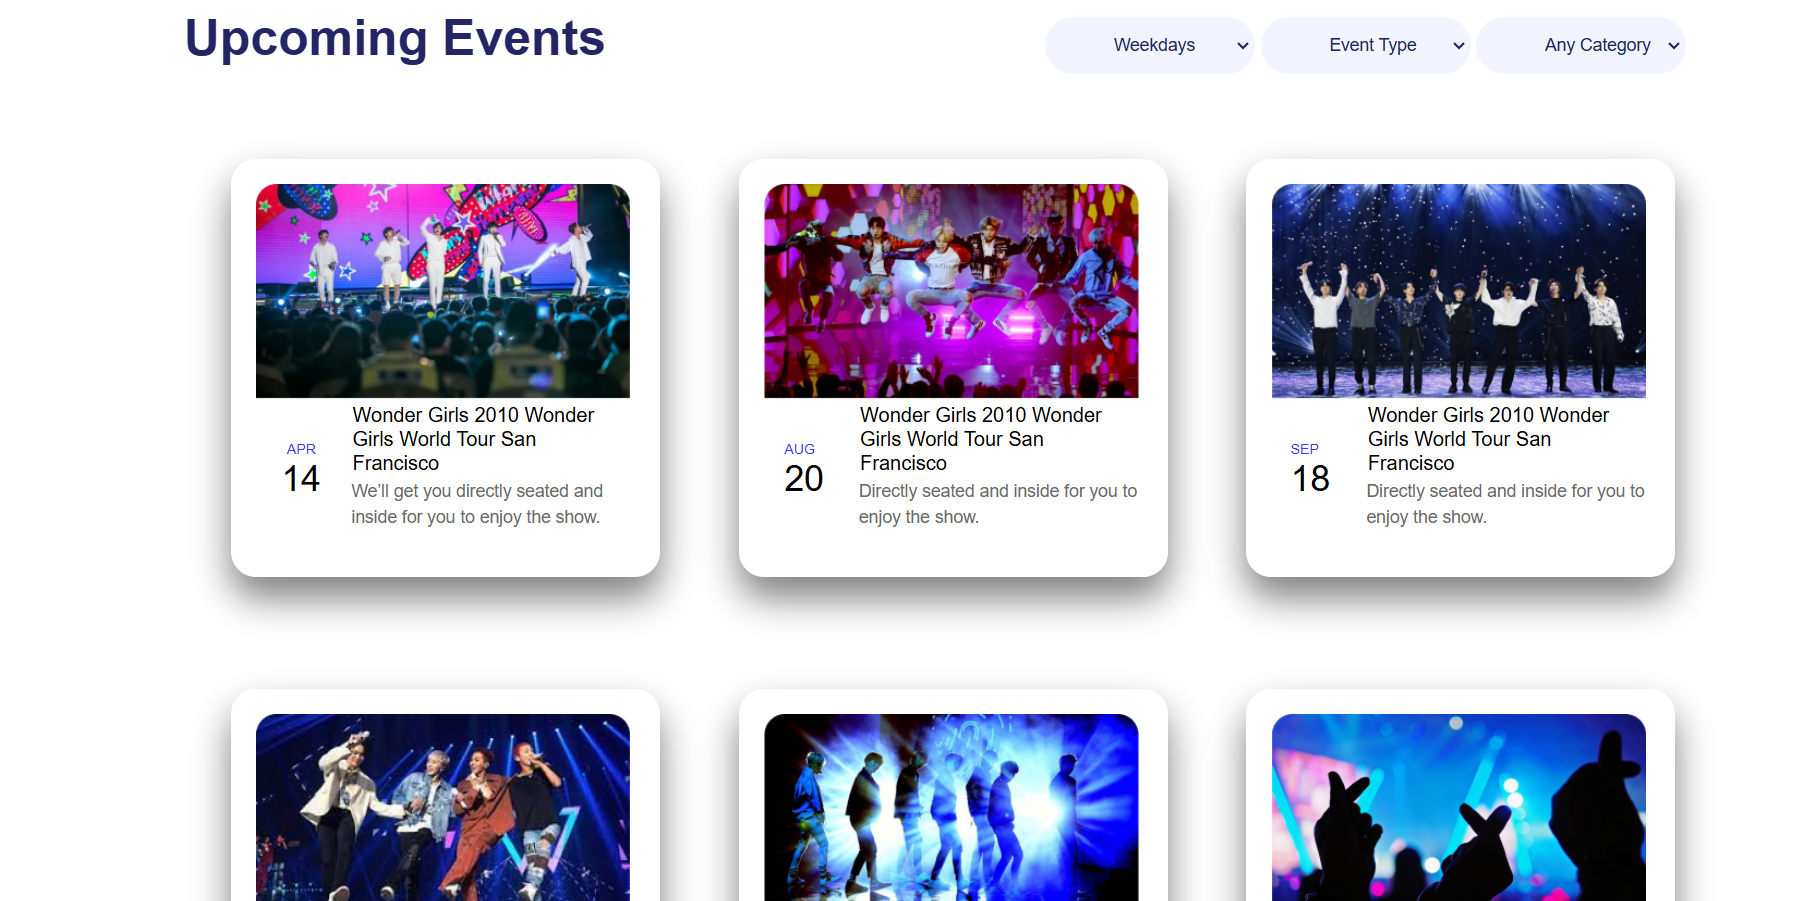 Upcoming Events
Weekdays
Event Type
Any Category
Wonder Girls 2010 Wonder
Girls World Tour San
Francisco
APR
14
We’ll get you directly seated and
inside for you to enjoy the show.
Wonder Girls 2010 Wonder
Girls World Tour San
Francisco
AUG
20
Directly seated and inside for you to
enjoy the show.
Wonder Girls 2010 Wonder
Girls World Tour San
Francisco
SEP
18
Directly seated and inside for you to
enjoy the show.